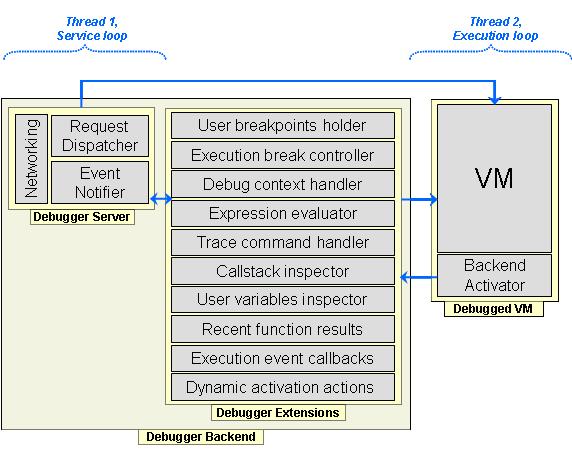 Thread 1,
Service loop
Thread 2,
Execution loop
Networking
Request
Dispatcher
Event
Notifier
Debugger Server
User breakpoints holder
Execution break controller
Debug context handler
Expression evaluator
Trace command handler
Callstack inspector
User variables inspector
Recent function results
Execution event callbacks
Dynamic activation actions
Debugger Extensions
Debugger Backend
VM
Backend
Activator
Debugged VM